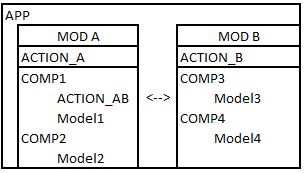 APP
MOD A
ACTION_A
COMP1
ACTION_AB
Model1
COMP2
Model2
<-->
MOD B
ACTION_B
COMP3
Model3
COMP4
Model4